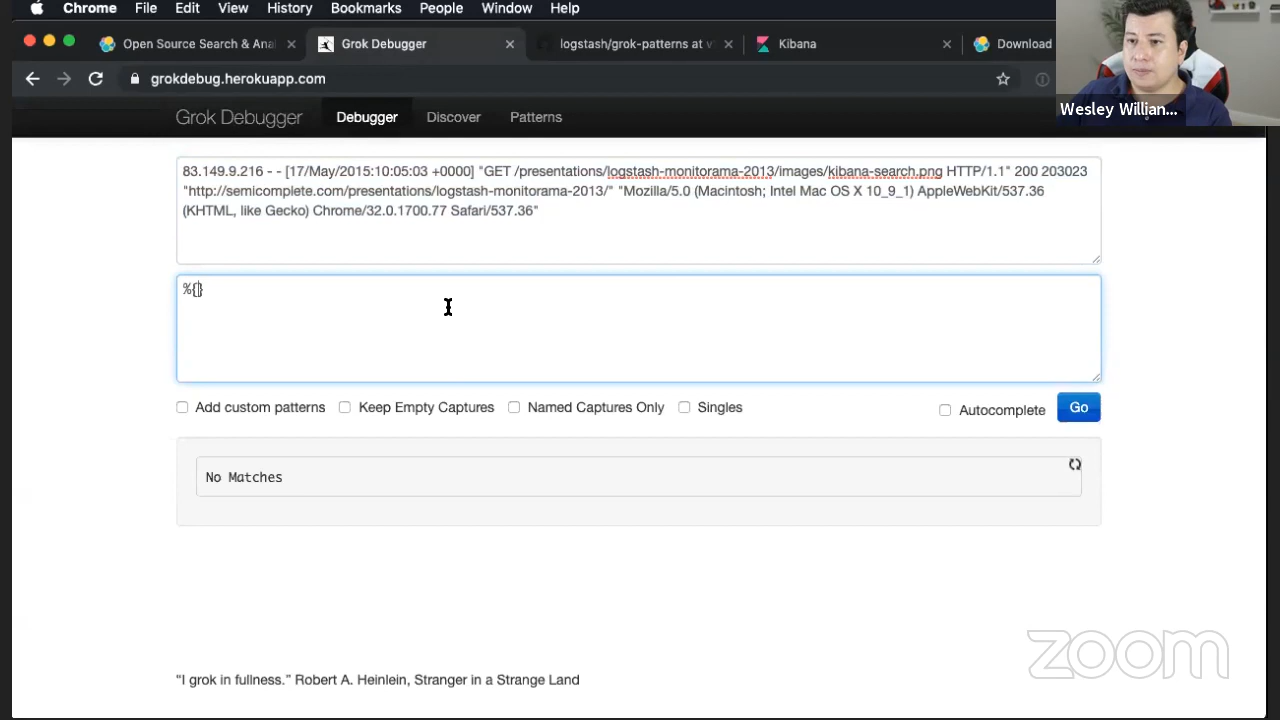 Chrome File Edit View History Bookmarks People Window Help
Open Source Search & Ana
Grok Debugger
logstash/grok-patterns at v
Kibana
Download
grokdebug.herokuapp.com
Wesley Willian...
Grok Debugger Debugger Discover Patterns
83.149.9.216 - - [17/May/2015:10:05:03 +0000] "GET /presentations/logstash-monitorama-2013/images/kibana-search.png HTTP/1.1" 200 203023
"http://semicomplete.com/presentations/logstash-monitorama-2013/" "Mozilla/5.0 (Macintosh; Intel Mac OS X 10_9_1) AppleWebKit/537.36
(KHTML, like Gecko) Chrome/32.0.1700.77 Safari/537.36"
%{}
Add custom patterns Keep Empty Captures Named Captures Only Singles Autocomplete Go
No Matches
zoom
“I grok in fullness.” Robert A. Heinlein, Stranger in a Strange Land